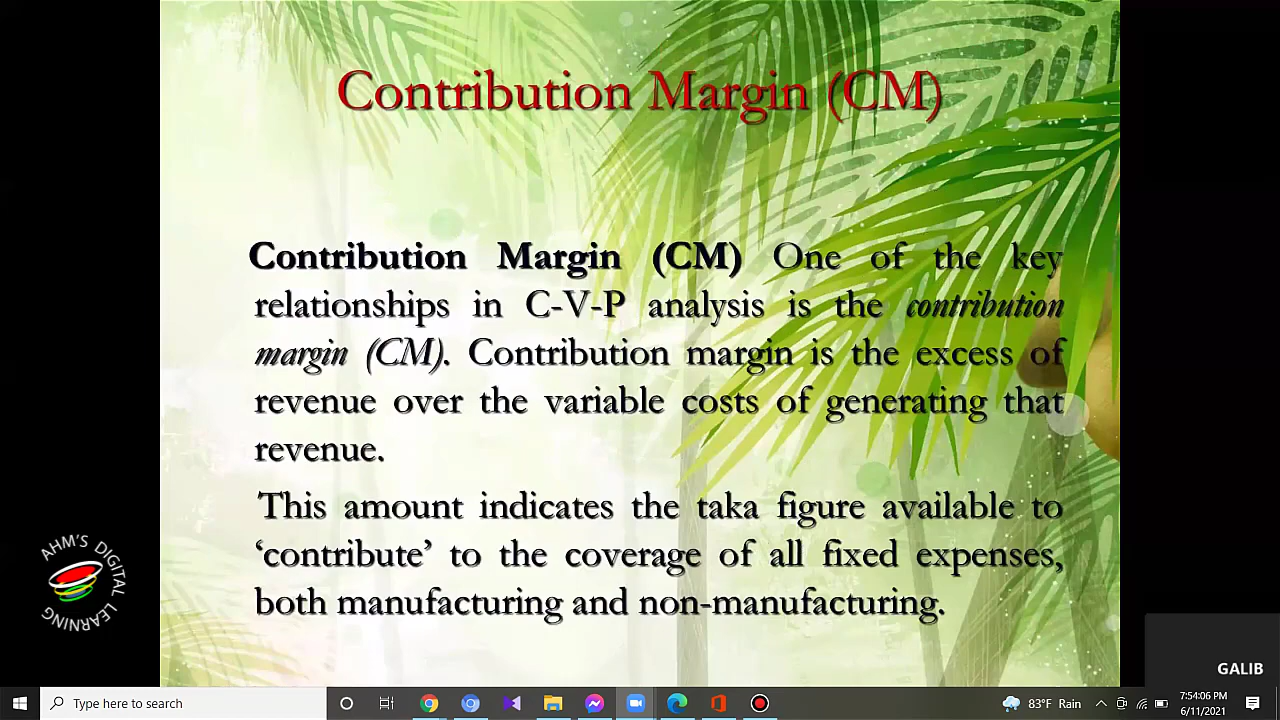 Contribution Margin (CM)
Contribution Margin (CM) One of the key
relationships in C-V-P analysis is the contribution
margin (CM). Contribution margin is the excess of
revenue over the variable costs of generating that
revenue.
This amount indicates the taka figure available to
‘contribute’ to the coverage of all fixed expenses,
both manufacturing and non-manufacturing.
AHM'S DIGITAL LEARNING
GALIB
Type here to search
83°F Rain
7:54:06 PM
6/11/2021